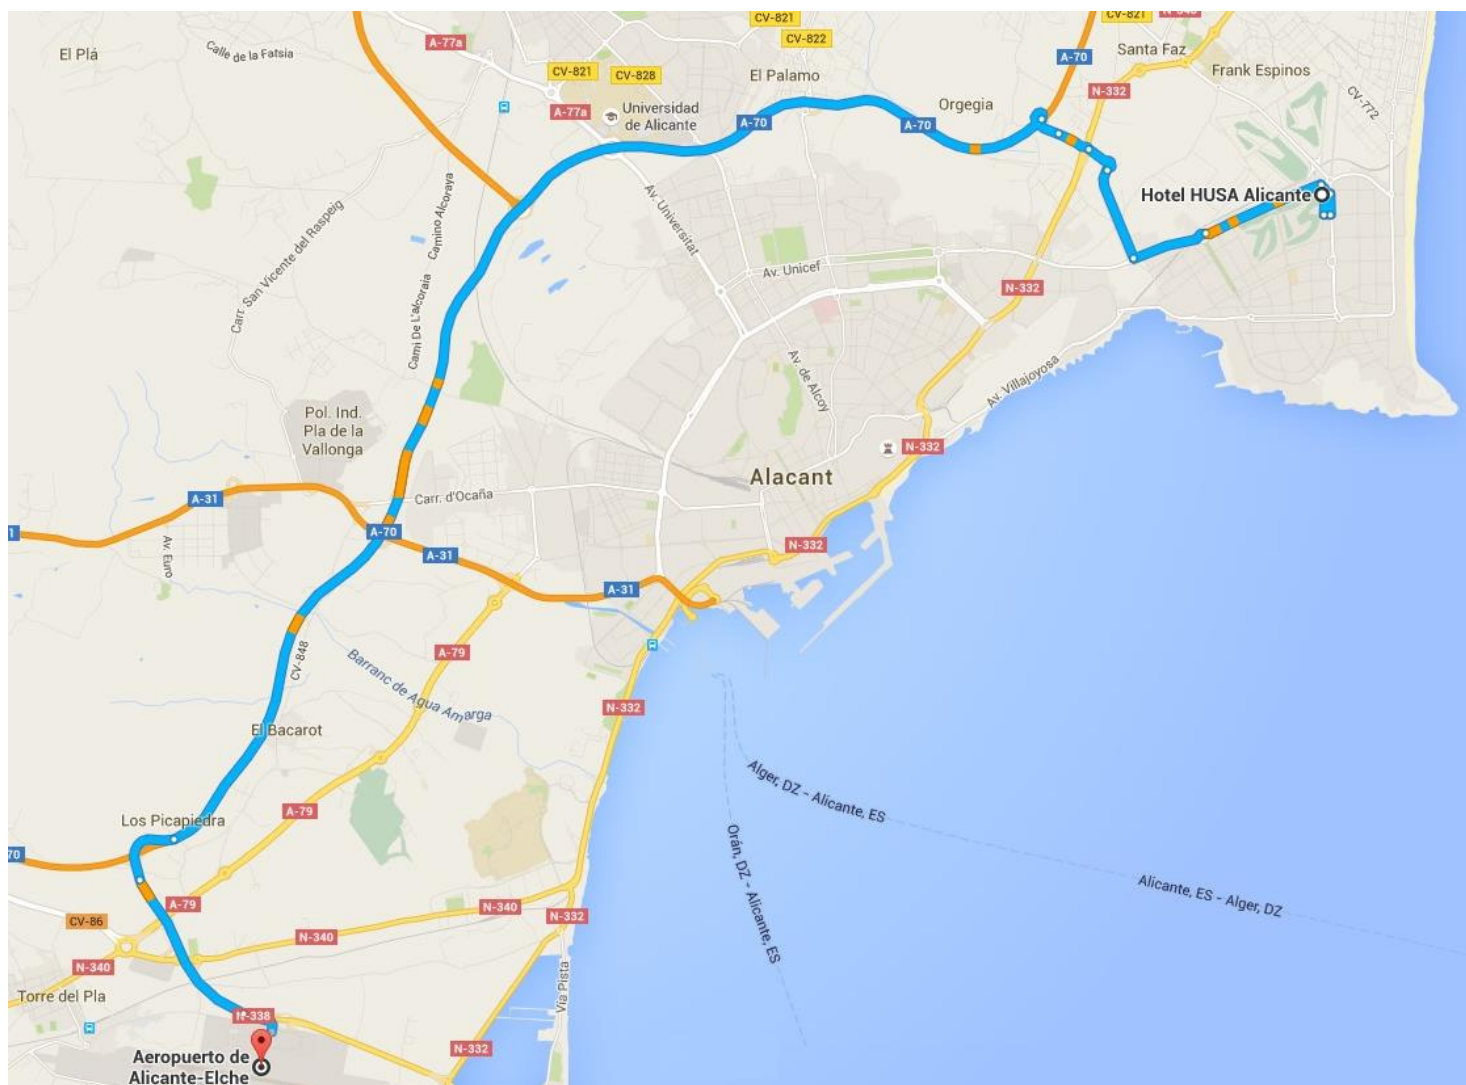 CV-821
N-340
CV-821
El Plá
Calle de la Fatsia
A-77a
CV-822
A-70
Santa Faz
CV-821
CV-828
El Palamo
Frank Espinos
N-332
Orgegia
CV-772
A-77a
Universidad
de Alicante
A-70
A-70
Camino Alcoraya
Carr. San Vicente del Raspeig
Av. Universitat
Hotel HUSA Alicante
Av. Unicef
N-332
Camí De L'alcoraia
Av. de Alcoy
Av. Villajoyosa
Pol. Ind.
Pla de la
Vallonga
N-332
Alacant
A-31
Carr. d'Ocaña
1
A-70
Av. Euro
A-31
N-332
A-31
CV-848
A-79
Barranc de Agua Amarga
N-332
El Bacarot
Alger, DZ - Alicante, ES
Los Picapiedra
A-79
Orán, DZ - Alicante, ES
70
Alicante, ES - Alger, DZ
A-79
N-340
CV-86
N-332
N-340
N-340
Torre del Pla
Via Pista
N-338
N-332
Aeropuerto de
Alicante-Elche